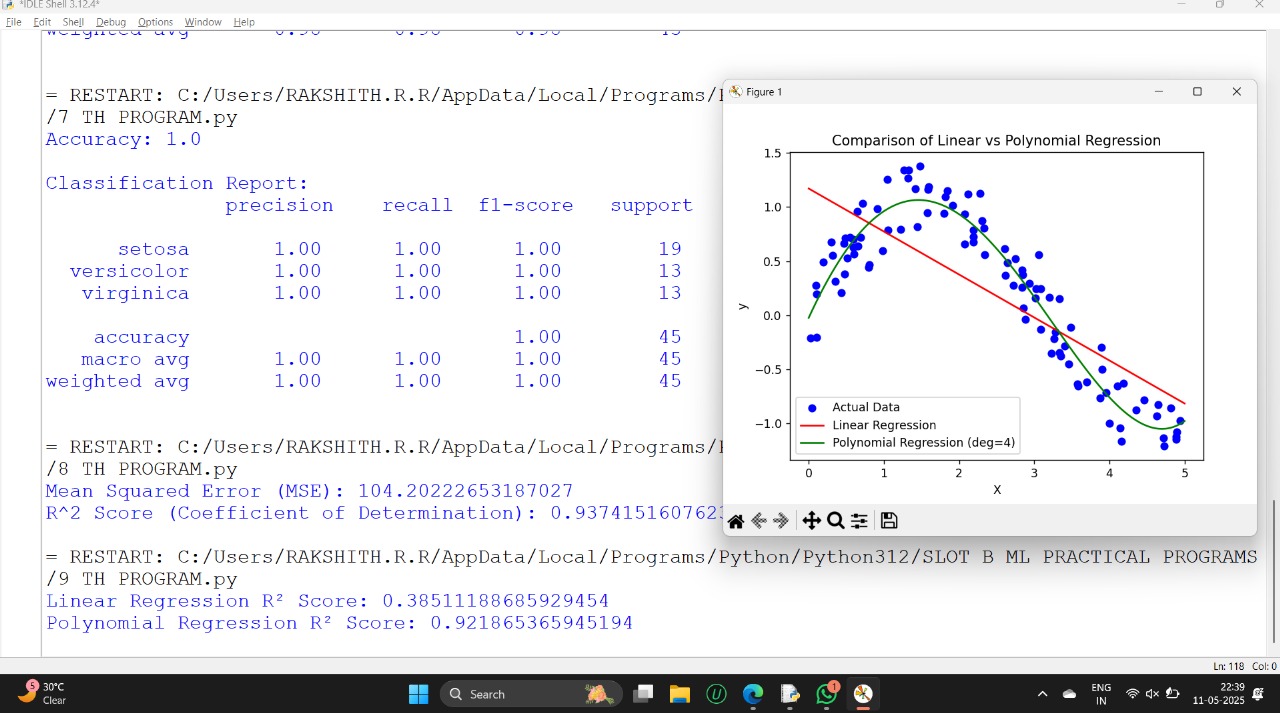 *IDLE Shell 3.12.4*
File Edit Shell Debug Options Window Help
weighted avg 0.98 0.98 0.98 45
= RESTART: C:/Users/RAKSHITH.R.R/AppData/Local/Programs/
/7 TH PROGRAM.py
Accuracy: 1.0
Classification Report:
precision recall f1-score support
setosa 1.00 1.00 1.00 19
versicolor 1.00 1.00 1.00 13
virginica 1.00 1.00 1.00 13
accuracy 1.00 45
macro avg 1.00 1.00 1.00 45
weighted avg 1.00 1.00 1.00 45
= RESTART: C:/Users/RAKSHITH.R.R/AppData/Local/Programs/
/8 TH PROGRAM.py
Mean Squared Error (MSE): 104.20222653187027
R^2 Score (Coefficient of Determination): 0.9374151607623
= RESTART: C:/Users/RAKSHITH.R.R/AppData/Local/Programs/Python/Python312/SLOT B ML PRACTICAL PROGRAMS
/9 TH PROGRAM.py
Linear Regression R² Score: 0.38511188685929454
Polynomial Regression R² Score: 0.921865365945194
Figure 1
Comparison of Linear vs Polynomial Regression
1.5
1.0
0.5
0.0
−0.5
−1.0
y
Actual Data
Linear Regression
Polynomial Regression (deg=4)
0 1 2 3 4 5
X
Ln: 118 Col: 0
5
30°C
Clear
Search
1
ENG
IN
22:39
11-05-2025